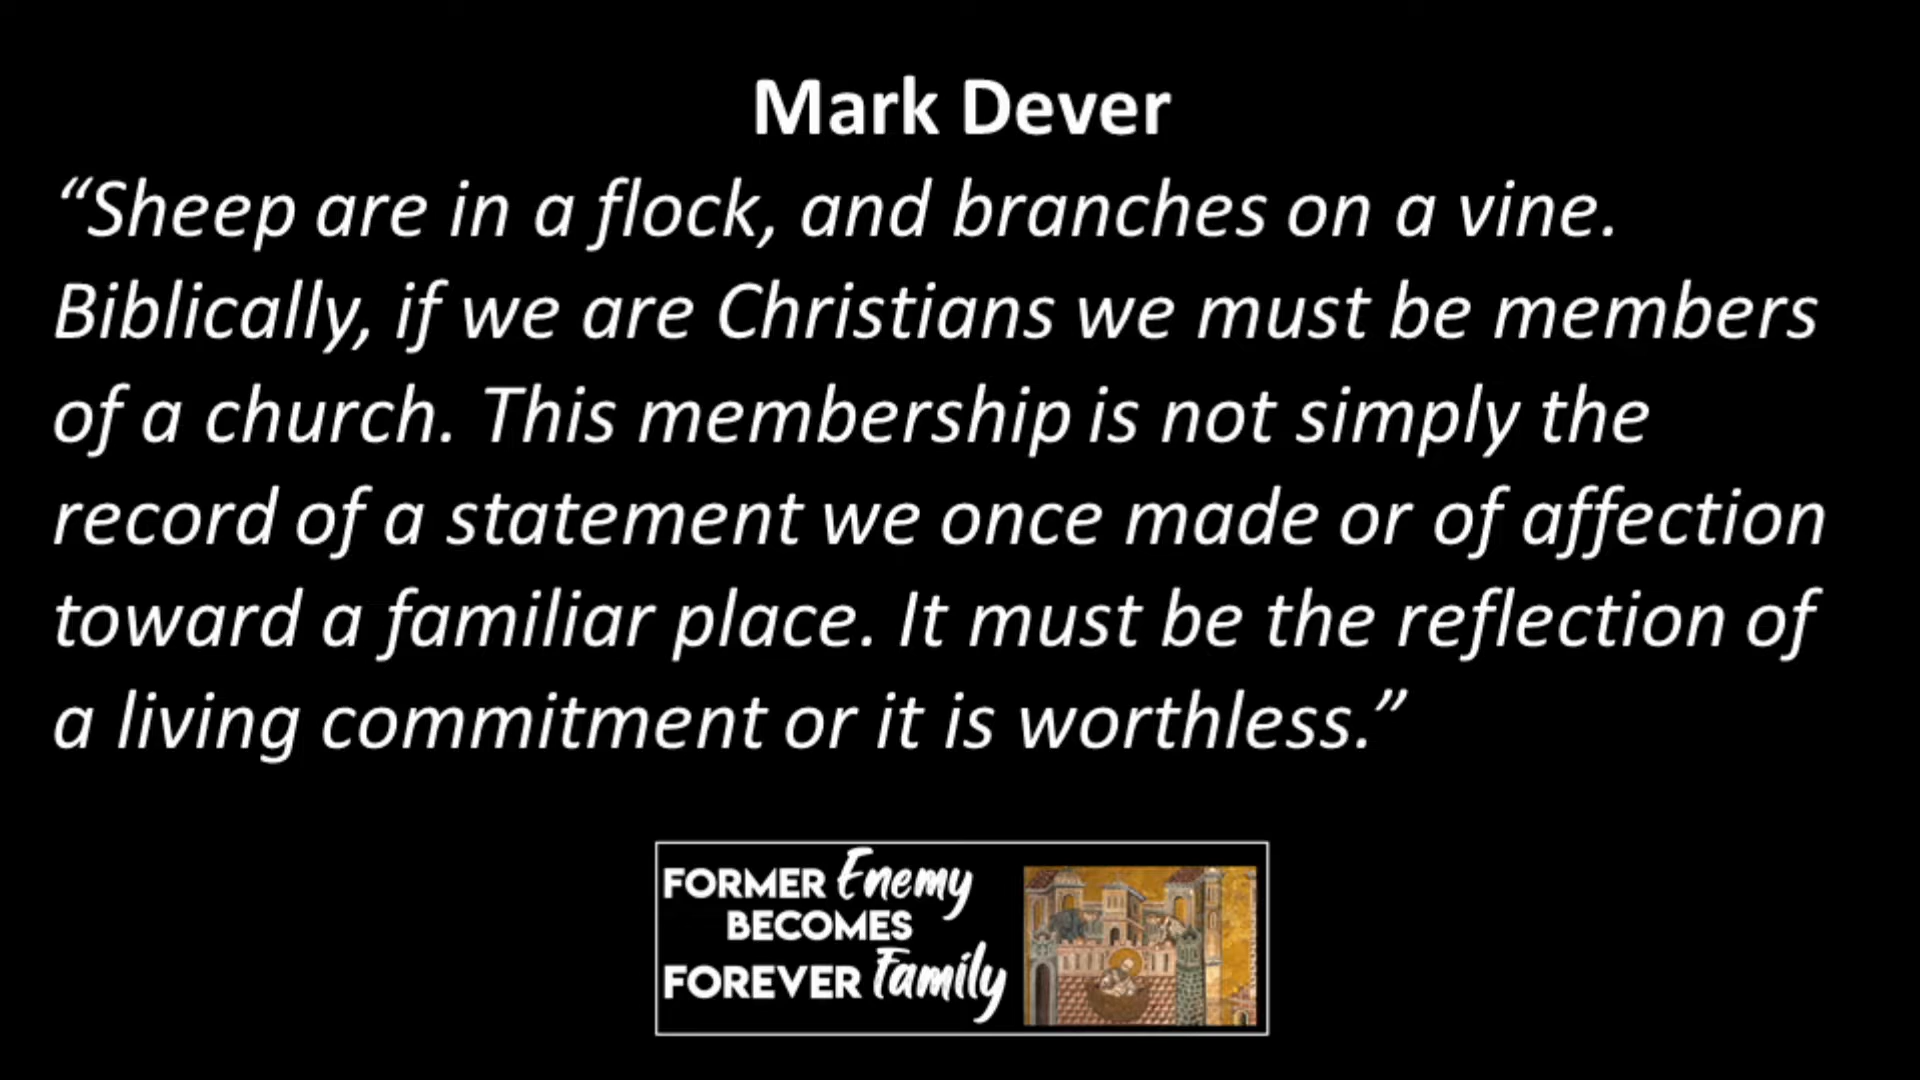 Mark Dever
“Sheep are in a flock, and branches on a vine.
Biblically, if we are Christians we must be members
of a church. This membership is not simply the
record of a statement we once made or of affection
toward a familiar place. It must be the reflection of
a living commitment or it is worthless.”
FORMER Enemy
BECOMES
FOREVER Family